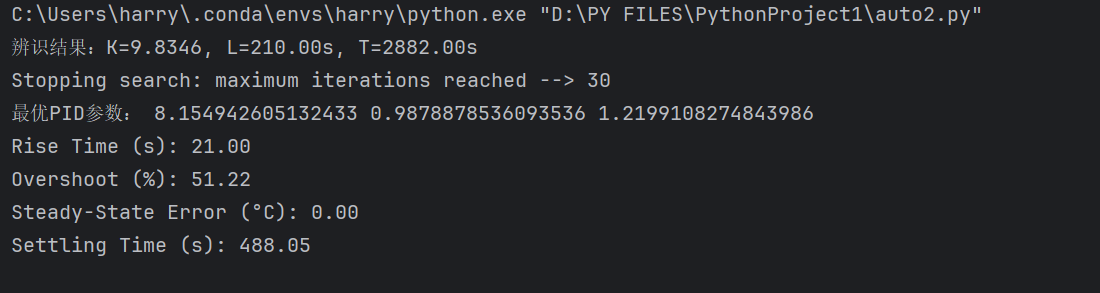 C:\Users\harry\.conda\envs\harry\python.exe "D:\PY FILES\PythonProject1\auto2.py"
辨识结果：K=9.8346, L=210.00s, T=2882.00s
Stopping search: maximum iterations reached --> 30
最优PID参数： 8.154942605132433 0.9878878536093536 1.2199108274843986
Rise Time (s): 21.00
Overshoot (%): 51.22
Steady-State Error (°C): 0.00
Settling Time (s): 488.05